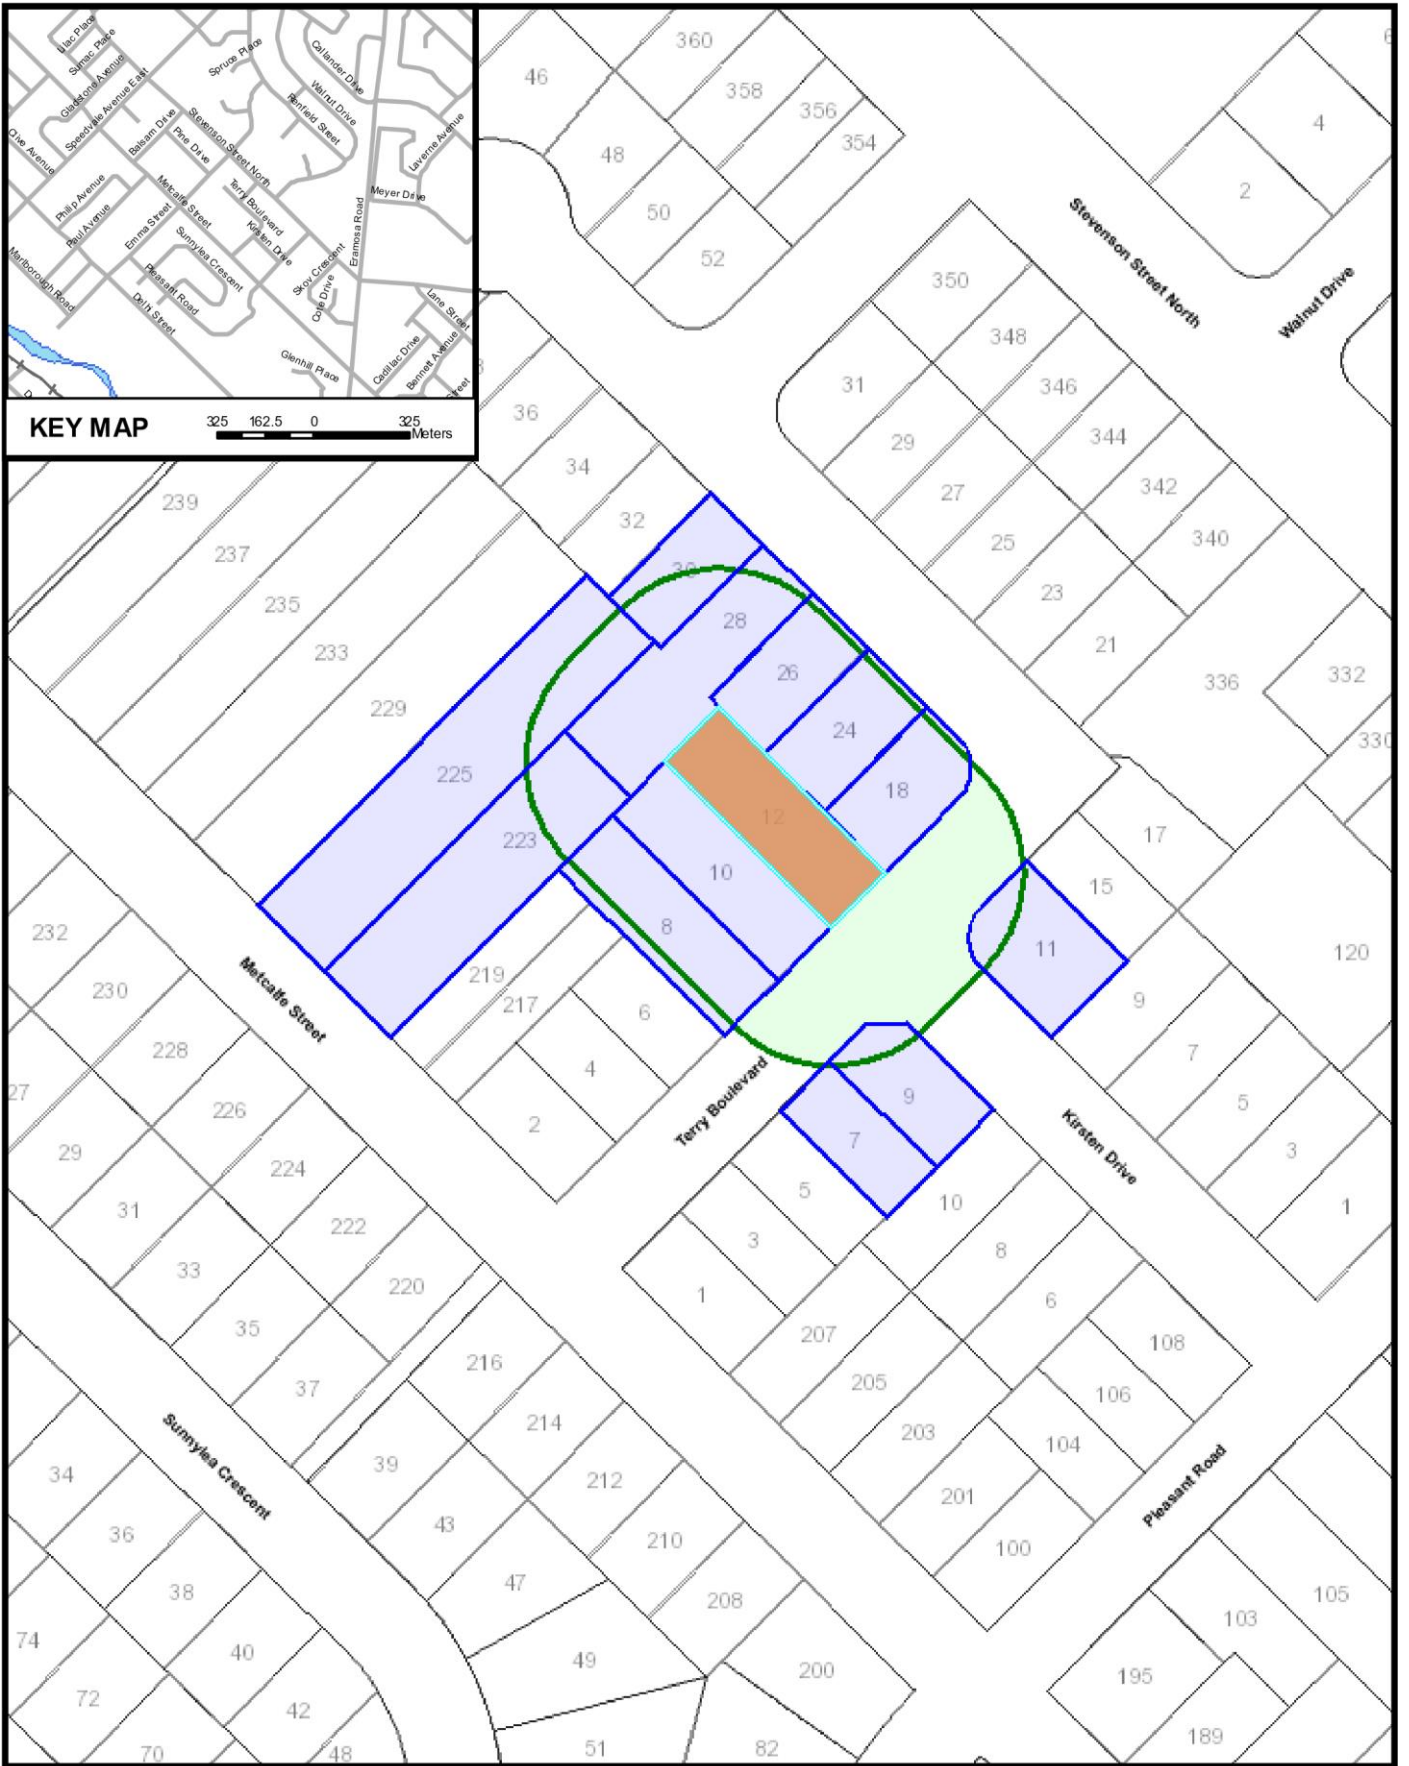 Lilac Place
Sumac Place
Gladstone Avenue
Speedvale Avenue East
Olive Avenue
Spruce Place
Callander Drive
Walnut Drive
Renfield Street
Stevenson Street North
Balsam Drive
Pine Drive
Laverne Avenue
Meyer Drive
Philip Avenue
Paul Avenue
Metcalfe Street
Emma Street
Terry Boulevard
Kirsten Drive
Sunnylea Crescent
Eramosa Road
Skov Crescent
Cote Drive
Marlborough Road
Pleasant Road
Delhi Street
Lane Street
Glenhill Place
Cadillac Drive
Bennett Avenue
Street
KEY MAP
325 162.5 0 325
Meters
46
360
358
356
354
48
50
52
4
2
Stevenson Street North
Walnut Drive
350
348
346
344
342
340
31
29
27
25
23
21
336
332
330
36
34
32
30
28
26
24
18
12
10
8
239
237
235
233
229
225
223
219
217
6
4
2
17
15
11
9
7
5
3
1
120
232
230
228
226
224
222
220
Metcalfe Street
Terry Boulevard
Kirsten Drive
27
29
31
33
35
37
9
7
5
3
1
10
8
6
207
205
203
201
100
104
106
108
216
214
212
210
208
200
39
43
47
49
51
82
Sunnylea Crescent
Pleasant Road
34
36
38
40
42
48
74
72
70
105
103
195
189